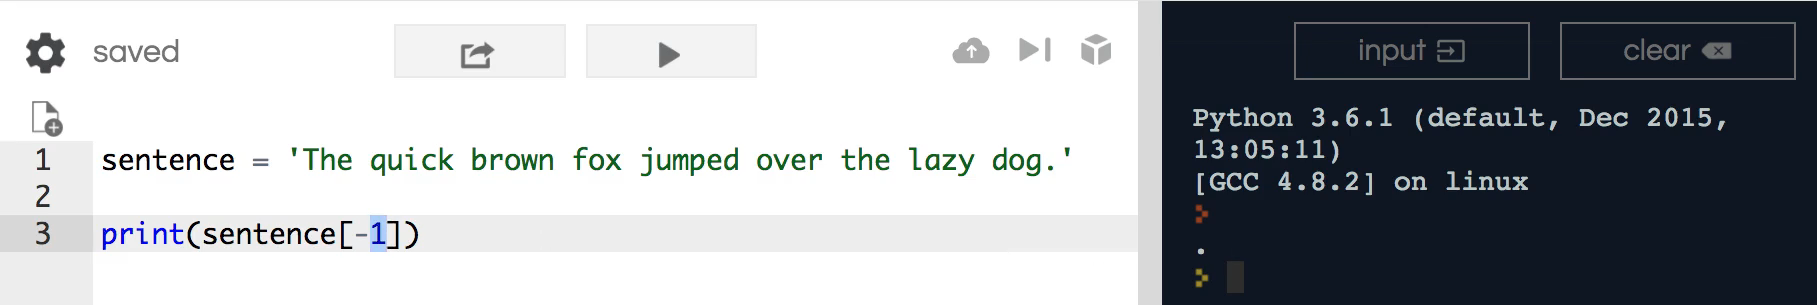 saved
input
clear
1 sentence = 'The quick brown fox jumped over the lazy dog.'
2
3 print(sentence[-1])
Python 3.6.1 (default, Dec 2015,
13:05:11)
[GCC 4.8.2] on linux
.